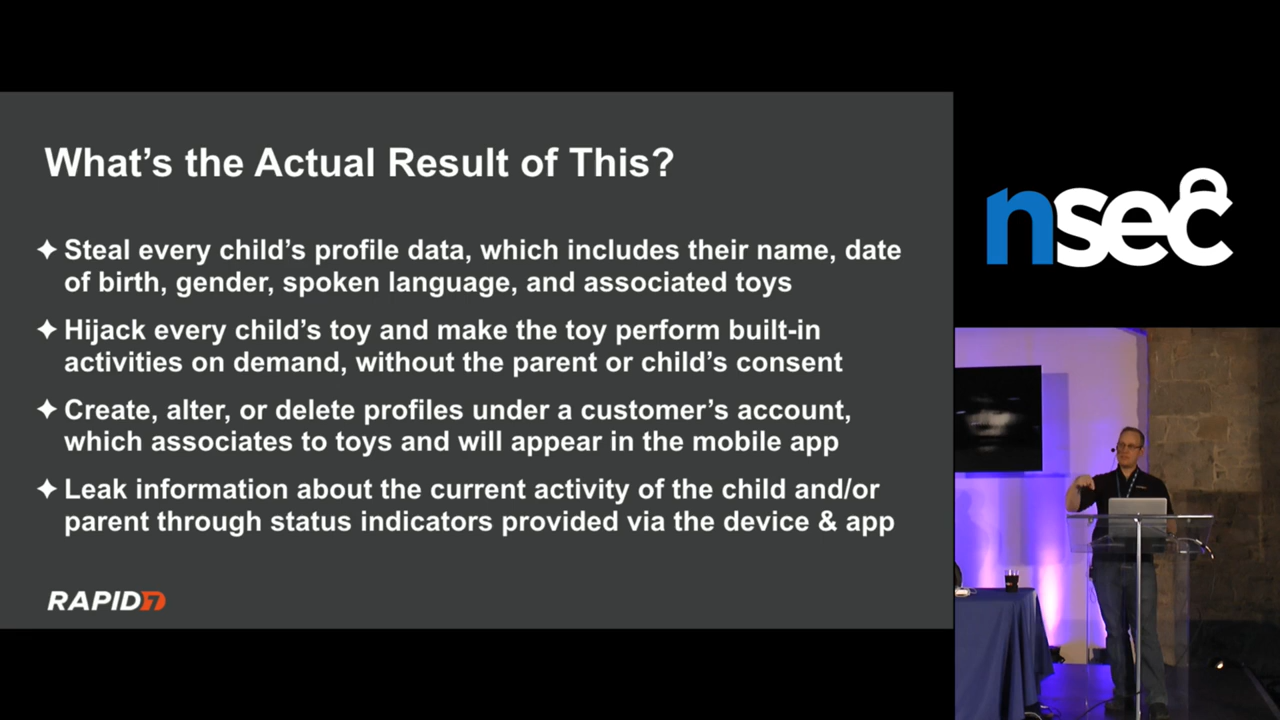 What's the Actual Result of This?
✦ Steal every child's profile data, which includes their name, date
of birth, gender, spoken language, and associated toys
✦ Hijack every child's toy and make the toy perform built-in
activities on demand, without the parent or child's consent
✦ Create, alter, or delete profiles under a customer's account,
which associates to toys and will appear in the mobile app
✦ Leak information about the current activity of the child and/or
parent through status indicators provided via the device & app
RAPID7
nsec